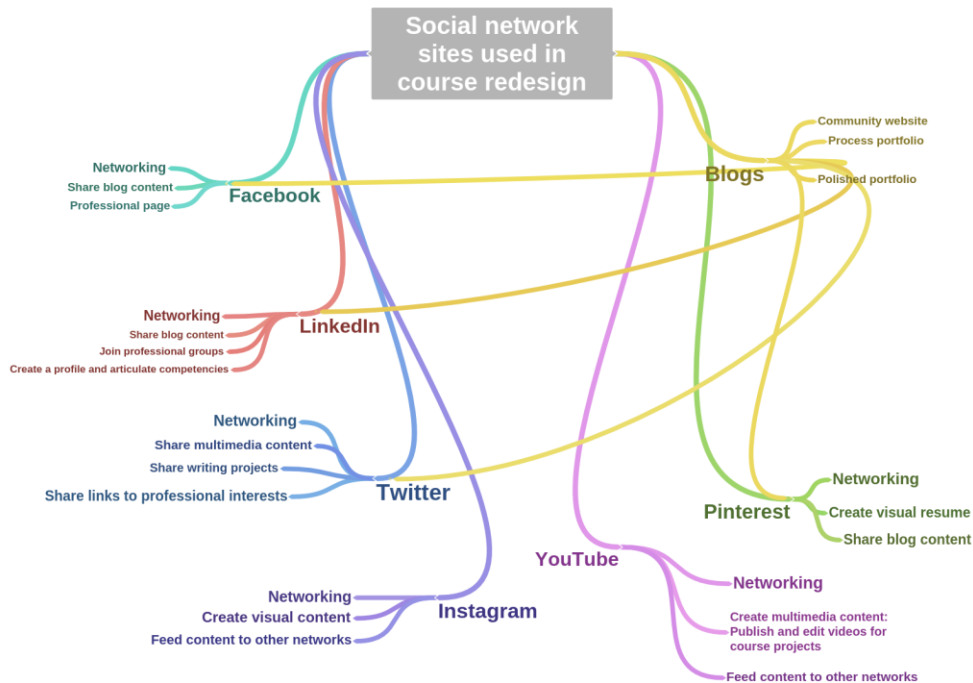 Social network
sites used in
course redesign
Networking
Share blog content
Professional page
Facebook
Networking
Share blog content
Join professional groups
Create a profile and articulate competencies
LinkedIn
Networking
Share multimedia content
Share writing projects
Share links to professional interests
Twitter
Networking
Create visual content
Feed content to other networks
Instagram
Blogs
Community website
Process portfolio
Polished portfolio
Pinterest
Networking
Create visual resume
Share blog content
YouTube
Networking
Create multimedia content:
Publish and edit videos for
course projects
Feed content to other networks